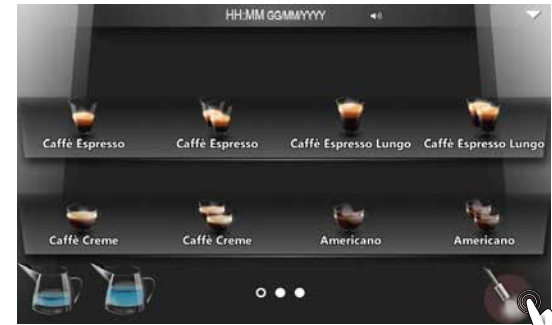 HH:MM GG/MM/YYYY
Caffè Espresso Caffè Espresso Caffè Espresso Lungo Caffè Espresso Lungo
Caffè Creme Caffè Creme Americano Americano